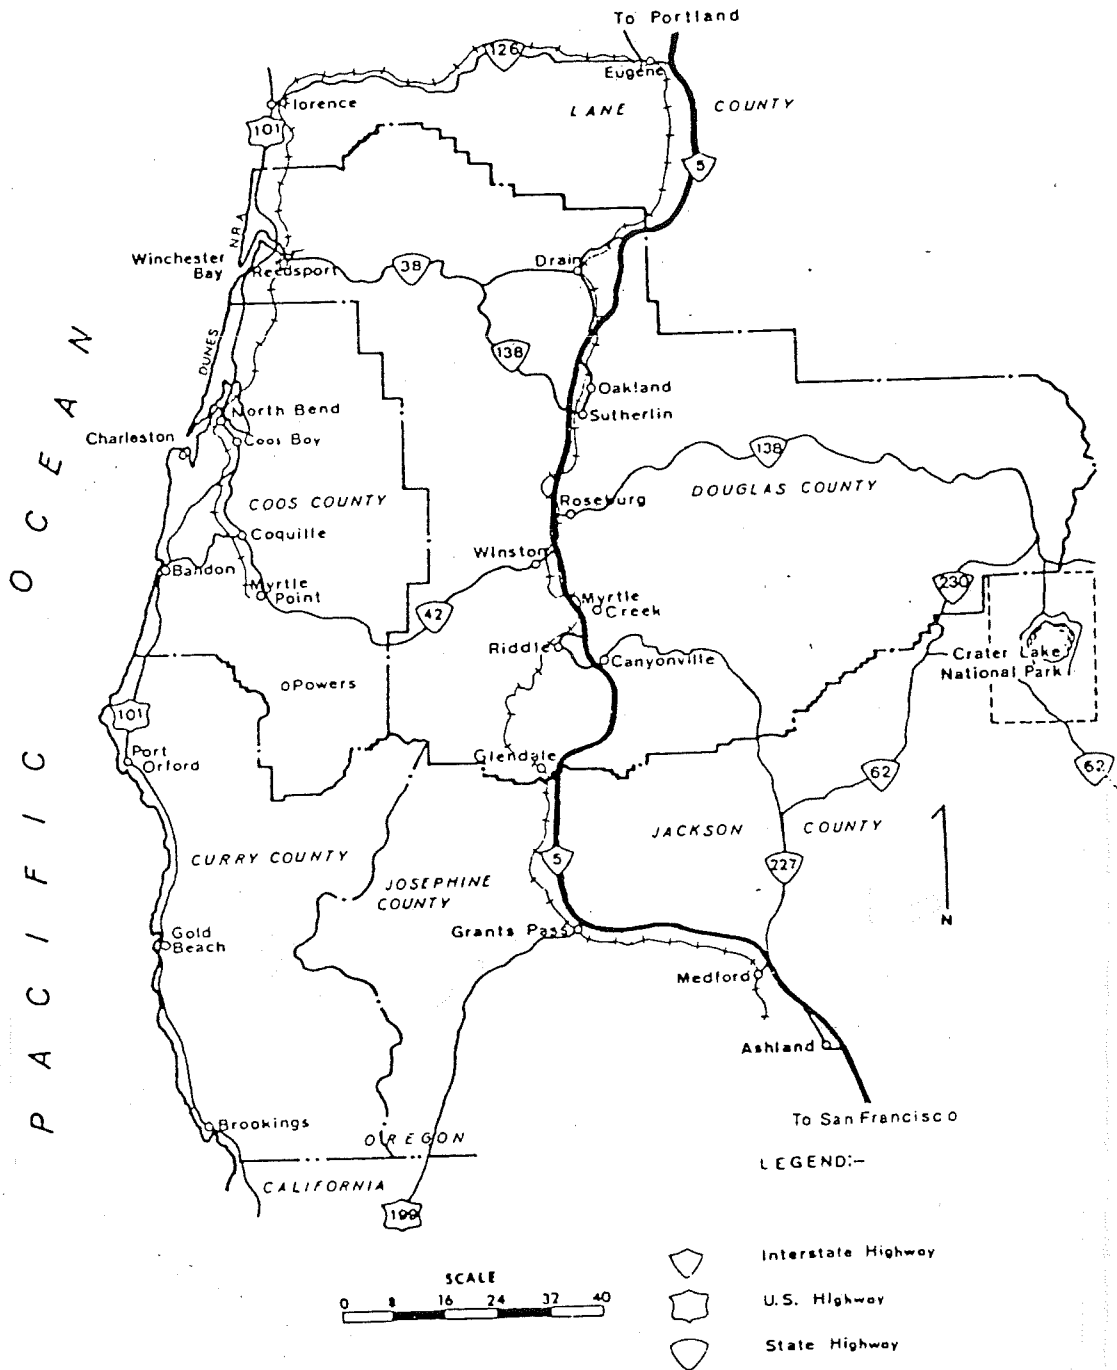 To Portland
126
Eugene
Florence
LANE COUNTY
101
5
N.R.A.
Winchester
Bay
Reedsport
38
Drain
DUNES
138
Oakland
North Bend
Sutherlin
Charleston
Coos Bay
138
COOS COUNTY
Roseburg
DOUGLAS COUNTY
Coquille
Winston
Bandon
Myrtle
Point
42
Myrtle
Creek
230
Riddle
Canyonville
Crater Lake
National Park
Powers
101
Port
Orford
Glendale
62
62
JACKSON COUNTY
CURRY COUNTY
5
227
JOSEPHINE
COUNTY
N
Grants Pass
Gold
Beach
Medford
Ashland
Brookings
To San Francisco
OREGON
CALIFORNIA
199
PACIFIC OCEAN
LEGEND:-
Interstate Highway
U.S. Highway
State Highway
SCALE
0 8 16 24 32 40